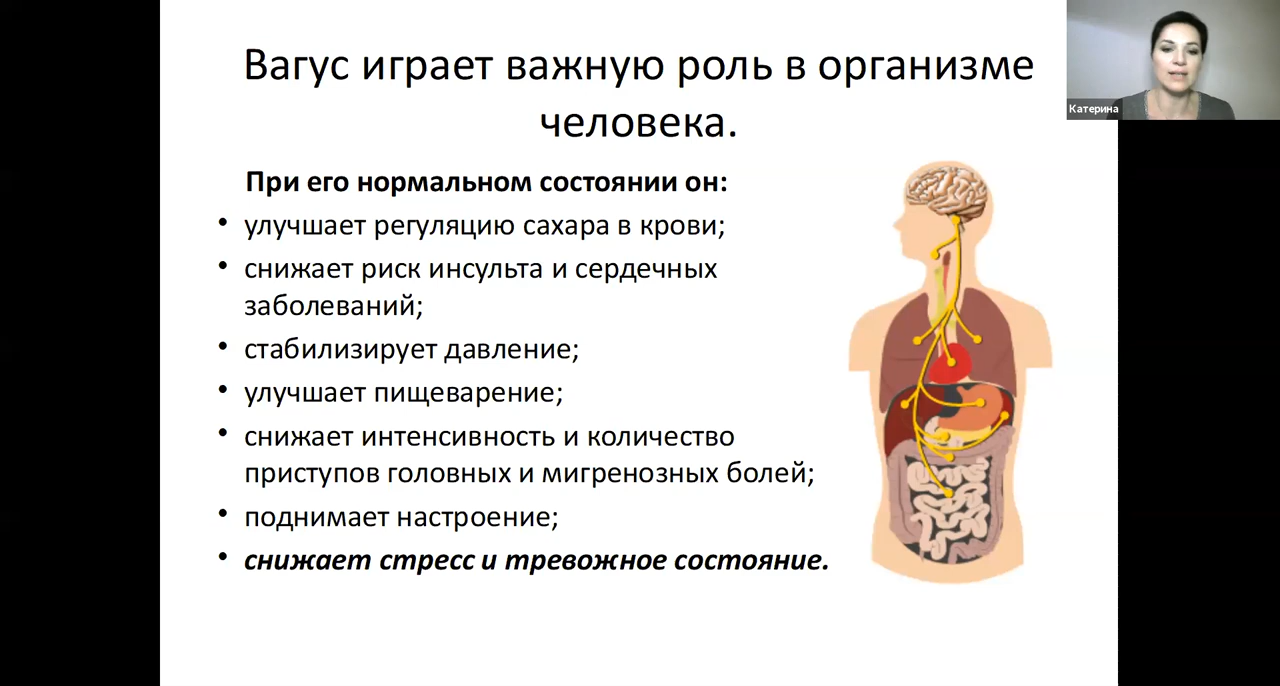 Вагус играет важную роль в организме
человека.
Катерина
При его нормальном состоянии он:
• улучшает регуляцию сахара в крови;
• снижает риск инсульта и сердечных
заболеваний;
• стабилизирует давление;
• улучшает пищеварение;
• снижает интенсивность и количество
приступов головных и мигренозных болей;
• поднимает настроение;
• снижает стресс и тревожное состояние.